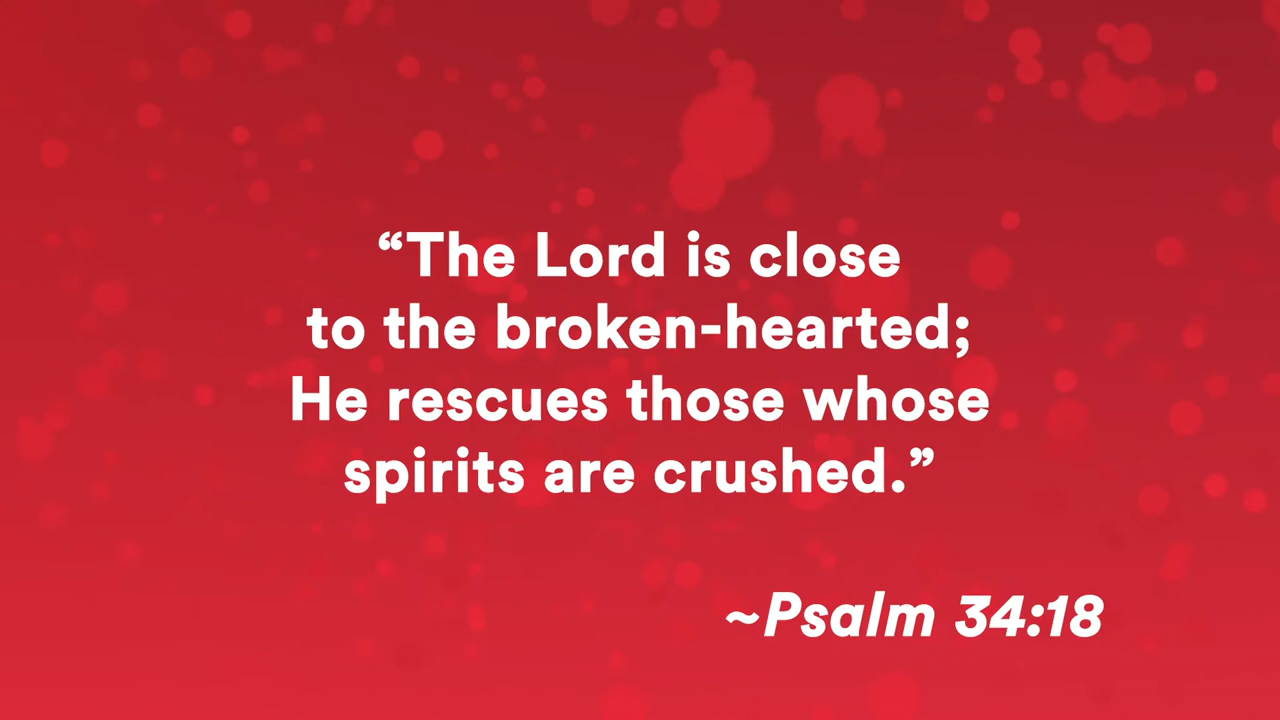 “The Lord is close
to the broken-hearted;
He rescues those whose
spirits are crushed.”
~Psalm 34:18